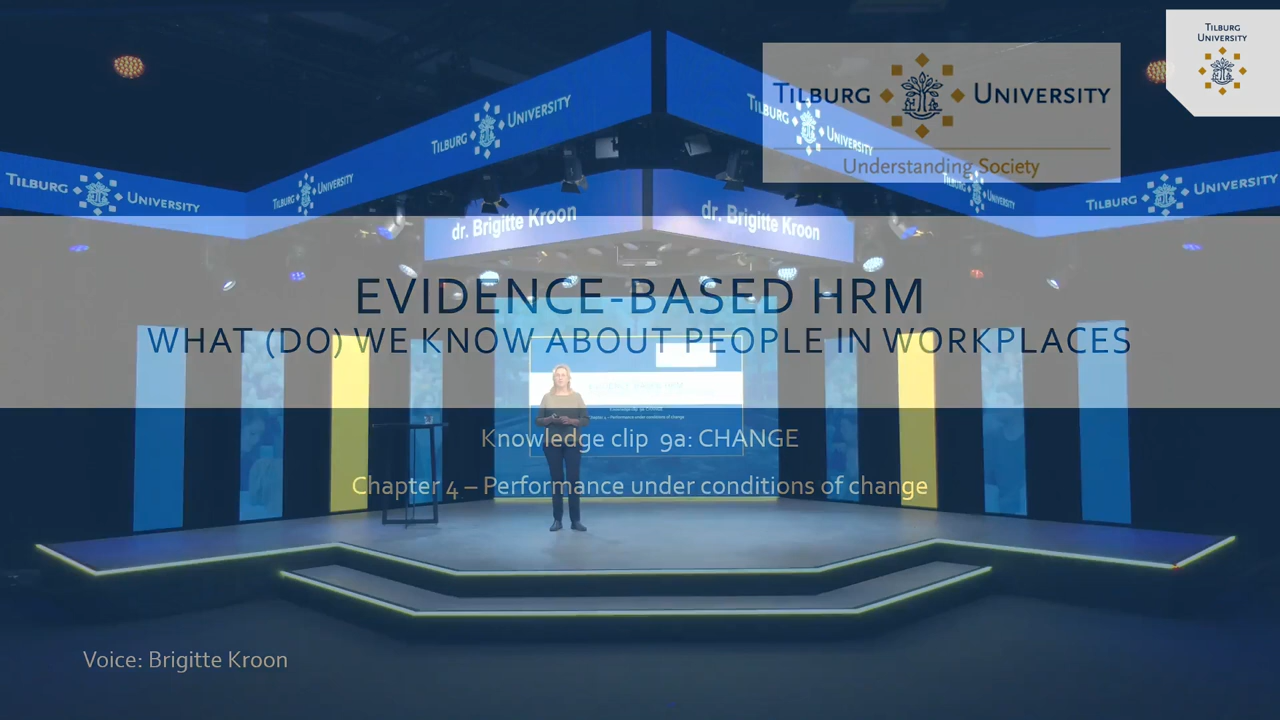 TILBURG
UNIVERSITY
TILBURG UNIVERSITY
Understanding Society
TILBURG UNIVERSITY
TILBURG UNIVERSITY
TILBURG UNIVERSITY
TILBURG UNIVERSITY
TILBURG UNIVERSITY
TILBURG UNIVERSITY
dr. Brigitte Kroon
dr. Brigitte Kroon
EVIDENCE-BASED HRM
WHAT (DO) WE KNOW ABOUT PEOPLE IN WORKPLACES
Knowledge clip 9a: CHANGE
Chapter 4 – Performance under conditions of change
Voice: Brigitte Kroon